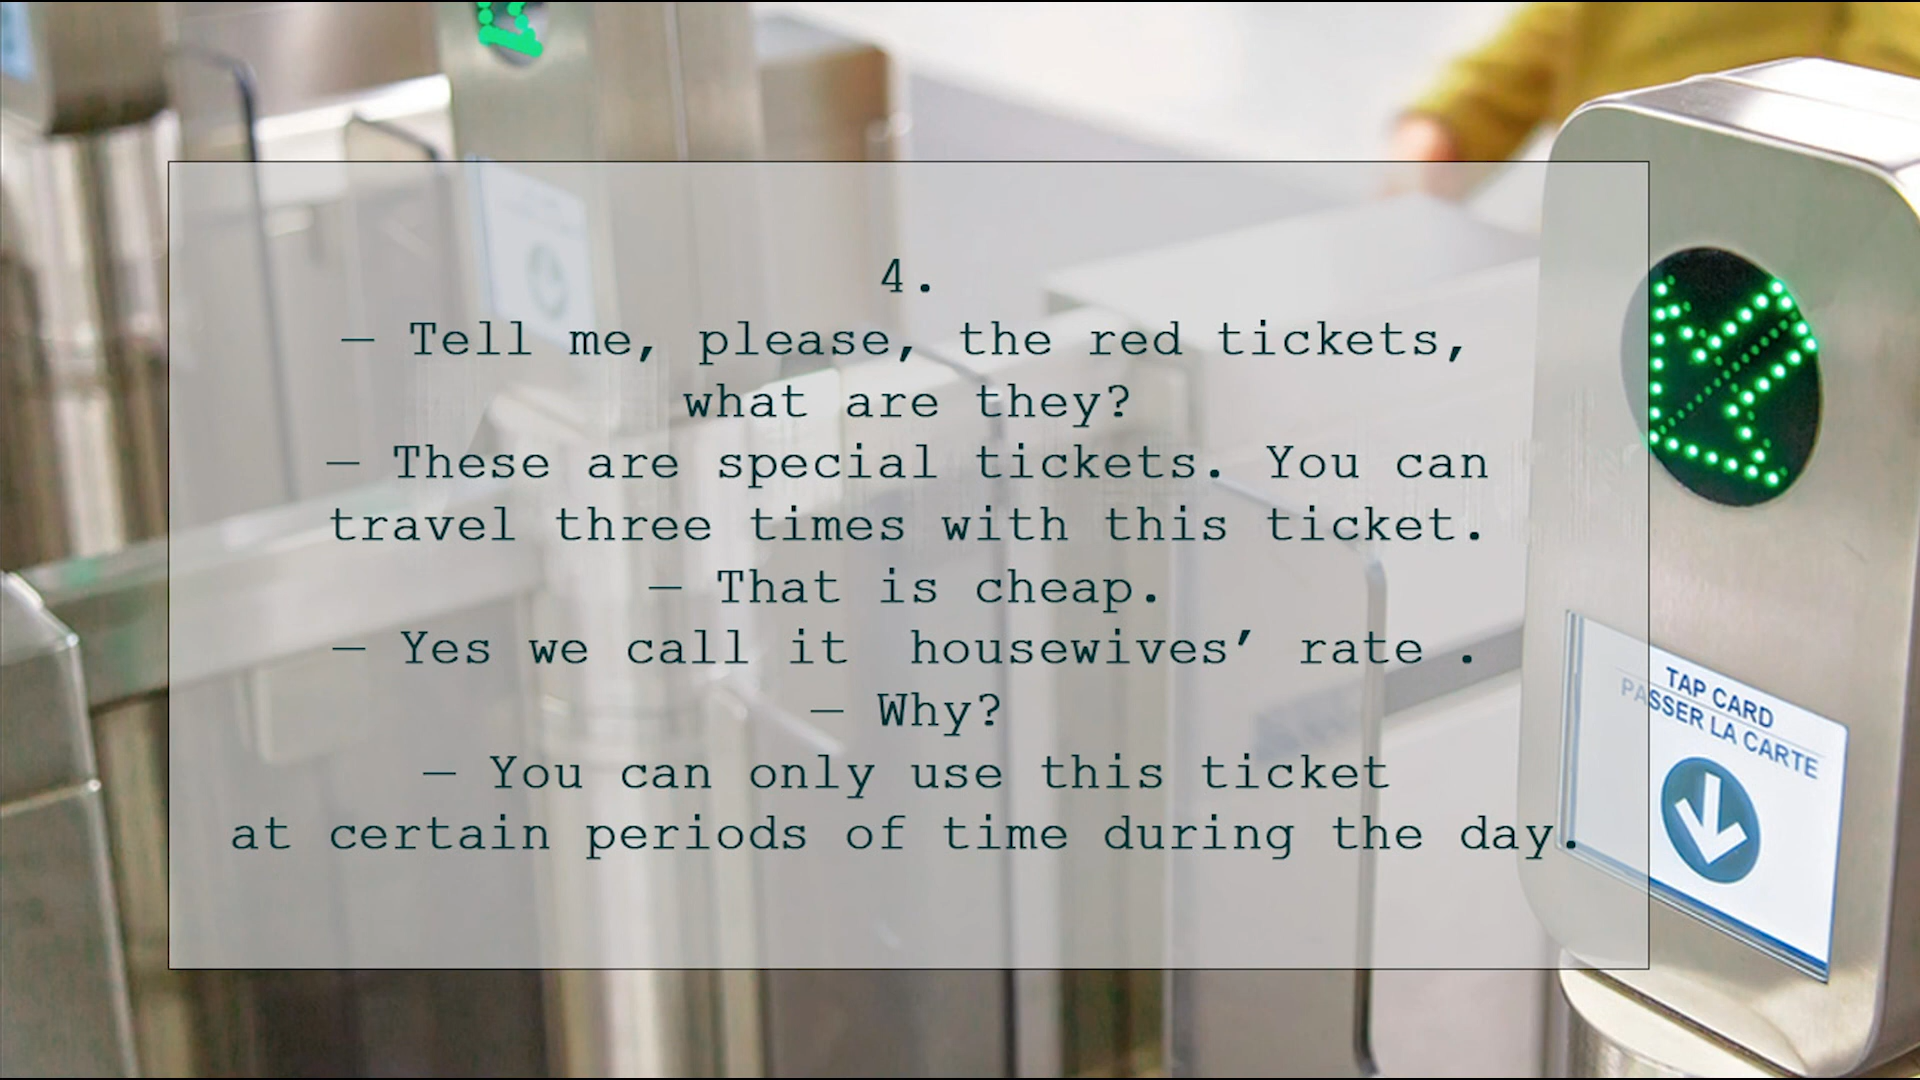 4.
— Tell me, please, the red tickets,
what are they?
— These are special tickets. You can
travel three times with this ticket.
— That is cheap.
— Yes we call it  housewives’ rate .
— Why?
— You can only use this ticket
at certain periods of time during the day.
TAP CARD
PASSER LA CARTE